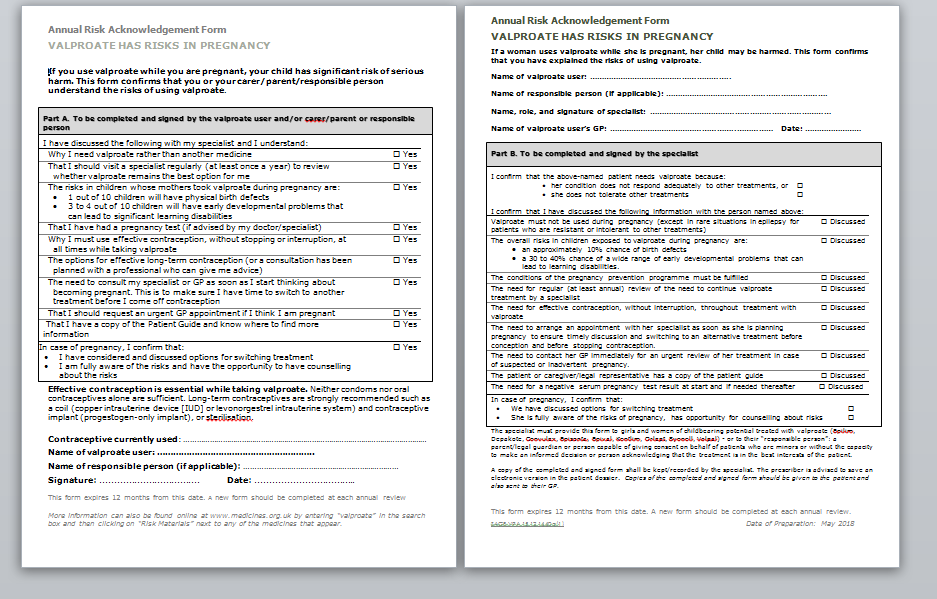 Annual Risk Acknowledgement Form
VALPROATE HAS RISKS IN PREGNANCY
If you use valproate while you are pregnant, your child has significant risk of serious
harm. This form confirms that you or your carer/parent/responsible person
understand the risks of using valproate.
Part A. To be completed and signed by the valproate user and/or carer/parent or responsible
person
I have discussed the following with my specialist and I understand:
Why I need valproate rather than another medicine ☐ Yes
That I should visit a specialist regularly (at least once a year) to review ☐ Yes
whether valproate remains the best option for me
The risks in children whose mothers took valproate during pregnancy are: ☐ Yes
• 1 out of 10 children will have physical birth defects
• 3 to 4 out of 10 children will have early developmental problems that
can lead to significant learning disabilities
That I have had a pregnancy test (if advised by my doctor/specialist) ☐ Yes
Why I must use effective contraception, without stopping or interruption, at ☐ Yes
all times while taking valproate
The options for effective long-term contraception (or a consultation has been ☐ Yes
planned with a professional who can give me advice)
The need to consult my specialist or GP as soon as I start thinking about ☐ Yes
becoming pregnant. This is to make sure I have time to switch to another
treatment before I come off contraception
That I should request an urgent GP appointment if I think I am pregnant ☐ Yes
That I have a copy of the Patient Guide and know where to find more ☐ Yes
information
In case of pregnancy, I confirm that: ☐ Yes
• I have considered and discussed options for switching treatment
• I am fully aware of the risks and have the opportunity to have counselling
about the risks
Effective contraception is essential while taking valproate. Neither condoms nor oral
contraceptives alone are sufficient. Long-term contraceptives are strongly recommended such as
a coil (copper intrauterine device [IUD] or levonorgestrel intrauterine system) and contraceptive
implant (progestogen-only implant), or sterilisation.
Contraceptive currently used: ....................
Name of valproate user: ....................
Name of responsible person (if applicable): ....................
Signature: .................... Date: ....................
This form expires 12 months from this date. A new form should be completed at each annual review
More information can also be found online at www.medicines.org.uk by entering "valproate" in the search
box and then clicking on "Risk Materials" next to any of the medicines that appear.
Annual Risk Acknowledgement Form
VALPROATE HAS RISKS IN PREGNANCY
If a woman uses valproate while she is pregnant, her child may be harmed. This form confirms
that you have explained the risks of using valproate.
Name of valproate user: ....................
Name of responsible person (if applicable): ....................
Name, role, and signature of specialist: ....................
Name of valproate user's GP: .................... Date: ....................
Part B. To be completed and signed by the specialist
I confirm that the above-named patient needs valproate because:
• her condition does not respond adequately to other treatments, or ☐
• she does not tolerate other treatments ☐
I confirm that I have discussed the following information with the person named above:
Valproate must not be used during pregnancy (except in rare situations in epilepsy for ☐ Discussed
patients who are resistant or intolerant to other treatments)
The overall risks in children exposed to valproate during pregnancy are: ☐ Discussed
• an approximately 10% chance of birth defects
• a 30 to 40% chance of a wide range of early developmental problems that can
lead to learning disabilities.
The conditions of the pregnancy prevention programme must be fulfilled ☐ Discussed
The need for regular (at least annual) review of the need to continue valproate ☐ Discussed
treatment by a specialist
The need for effective contraception, without interruption, throughout treatment with ☐ Discussed
valproate
The need to arrange an appointment with her specialist as soon as she is planning ☐ Discussed
pregnancy to ensure timely discussion and switching to an alternative treatment before
conception and before stopping contraception.
The need to contact her GP immediately for an urgent review of her treatment in case ☐ Discussed
of suspected or inadvertent pregnancy.
The patient or caregiver/legal representative has a copy of the patient guide ☐ Discussed
The need for a negative serum pregnancy test result at start and if needed thereafter ☐ Discussed
In case of pregnancy, I confirm that:
• We have discussed options for switching treatment ☐
• She is fully aware of the risks of pregnancy, has opportunity for counselling about risks ☐
The specialist must provide this form to girls and women of childbearing potential treated with valproate (Epilim,
Depakote, Convulex, Episenta, Epival, Kentlim, Orlept, Syonell, Valpal) - or to their "responsible person": a
parent/legal guardian or person capable of giving consent on behalf of patients who are minors or without the capacity
to make an informed decision or person acknowledging that the treatment is in the best interests of the patient.
A copy of the completed and signed form shall be kept/recorded by the specialist. The prescriber is advised to save an
electronic version in the patient dossier. Copies of the completed and signed form should be given to the patient and
also sent to their GP.
This form expires 12 months from this date. A new form should be completed at each annual review.
Date of Preparation: May 2018